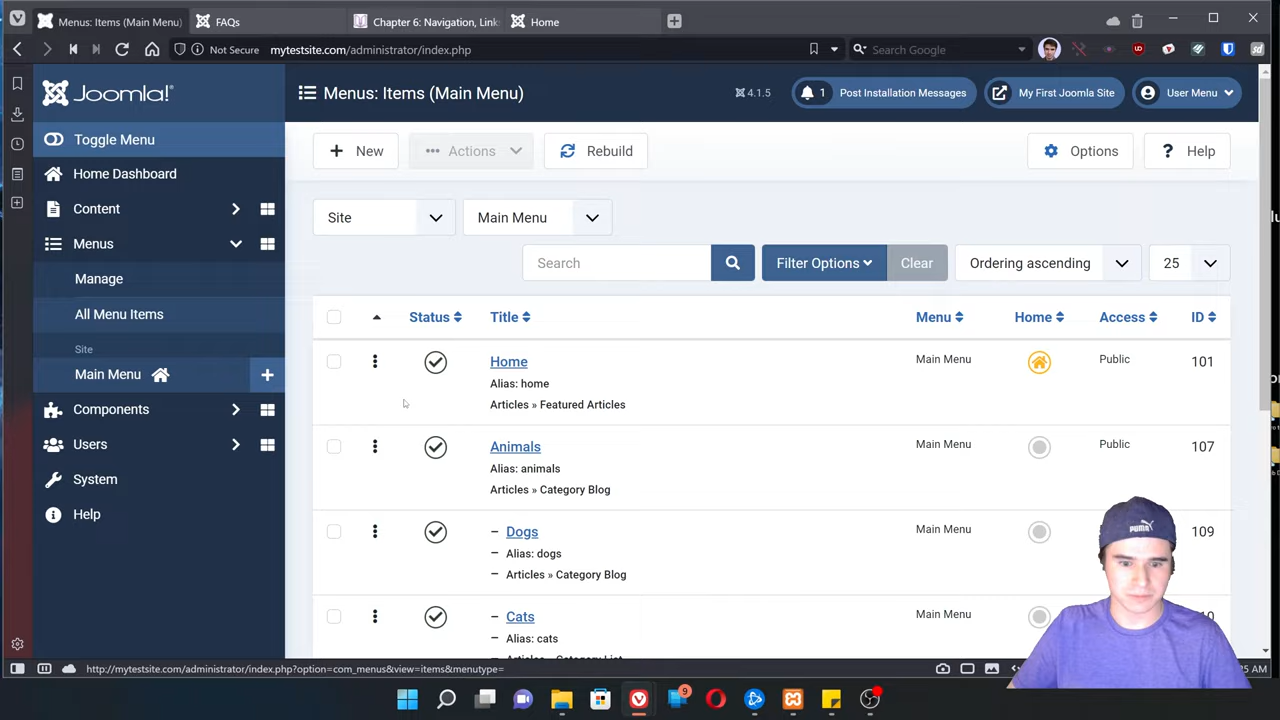 Menus: Items (Main Menu)
FAQs
Chapter 6: Navigation, Link
Home
Not Secure
mytestsite.com/administrator/index.php
Search Google
Joomla!
Menus: Items (Main Menu)
4.1.5
1
Post Installation Messages
My First Joomla Site
User Menu
Toggle Menu
New
Actions
Rebuild
Options
? Help
Home Dashboard
Content
Menus
Manage
All Menu Items
Site
Main Menu
Components
Users
System
Help
Site
Main Menu
Search
Filter Options
Clear
Ordering ascending
25
Status
Title
Menu
Home
Access
ID
Home
Alias: home
Articles » Featured Articles
Main Menu
Public
101
Animals
Alias: animals
Articles » Category Blog
Main Menu
Public
107
– Dogs
– Alias: dogs
– Articles » Category Blog
Main Menu
109
– Cats
– Alias: cats
Main Menu
http://mytestsite.com/administrator/index.php?option=com_menus&view=items&menutype=
9
PUMA